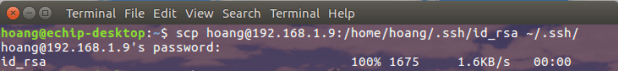 Terminal Terminal File Edit View Search Terminal Help
hoang@echip-desktop:~$ scp hoang@192.168.1.9:/home/hoang/.ssh/id_rsa ~/.ssh/
hoang@192.168.1.9's password:
id_rsa 100% 1675 1.6KB/s 00:00